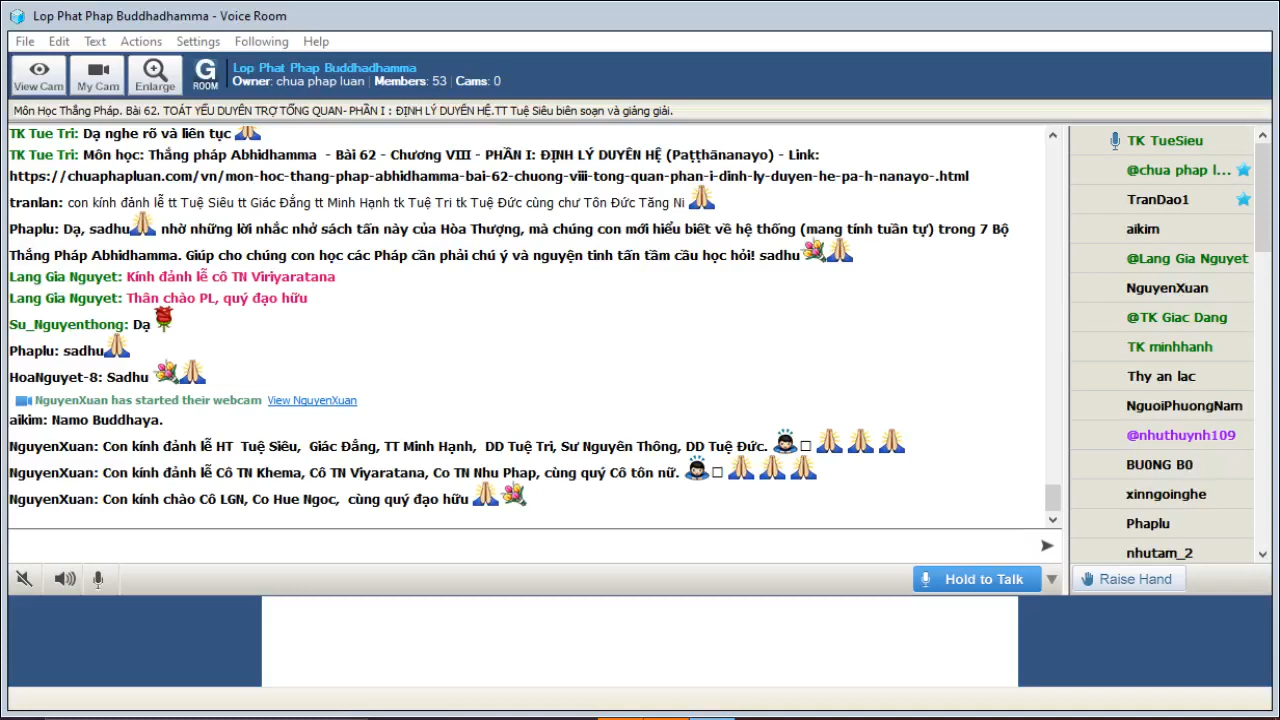 Lop Phat Phap Buddhadhamma - Voice Room
File Edit Text Actions Settings Following Help
View Cam My Cam Enlarge G ROOM
Lop Phat Phap Buddhadhamma
Owner: chua phap luan | Members: 53 | Cams: 0
Môn Học Thắng Pháp. Bài 62. TOÁT YẾU DUYÊN TRỢ TỔNG QUAN- PHẦN I : ĐỊNH LÝ DUYÊN HỆ.TT Tuệ Siêu biên soạn và giảng giải.
TK Tue Tri: Dạ nghe rõ và liên tục
TK Tue Tri: Môn học: Thắng pháp Abhidhamma - Bài 62 - Chương VIII - PHẦN I: ĐỊNH LÝ DUYÊN HỆ (Paṭṭhānanayo) - Link:
https://chuaphapluan.com/vn/mon-hoc-thang-phap-abhidhamma-bai-62-chuong-viii-tong-quan-phan-i-dinh-ly-duyen-he-pa-h-nanayo-.html
tranlan: con kính đảnh lễ tt Tuệ Siêu tt Giác Đẳng tt Minh Hạnh tk Tuệ Tri tk Tuệ Đức cùng chư Tôn Đức Tăng Ni
Phaplu: Dạ, sadhu nhờ những lời nhắc nhở sách tấn này của Hòa Thượng, mà chúng con mới hiểu biết về hệ thống (mang tính tuần tự) trong 7 Bộ
Thắng Pháp Abhidhamma. Giúp cho chúng con học các Pháp cần phải chú ý và nguyện tinh tấn tầm cầu học hỏi! sadhu
Lang Gia Nguyet: Kính đảnh lễ cô TN Viriyaratana
Lang Gia Nguyet: Thân chào PL, quý đạo hữu
Su_Nguyenthong: Dạ
Phaplu: sadhu
HoaNguyet-8: Sadhu
NguyenXuan has started their webcam View NguyenXuan
aikim: Namo Buddhaya.
NguyenXuan: Con kính đảnh lễ HT Tuệ Siêu, Giác Đẳng, TT Minh Hạnh, DD Tuệ Tri, Sư Nguyên Thông, DD Tuệ Đức.
NguyenXuan: Con kính đảnh lễ Cô TN Khema, Cô TN Viyaratana, Co TN Nhu Phap, cùng quý Cô tôn nữ.
NguyenXuan: Con kính chào Cô LGN, Co Hue Ngoc, cùng quý đạo hữu
Hold to Talk
TK TueSieu
@chua phap l...
TranDao1
aikim
@Lang Gia Nguyet
NguyenXuan
@TK Giac Dang
TK minhhanh
Thy an lac
NguoiPhuongNam
@nhuthuynh109
BU0NG B0
xinngoinghe
Phaplu
nhutam_2
Raise Hand